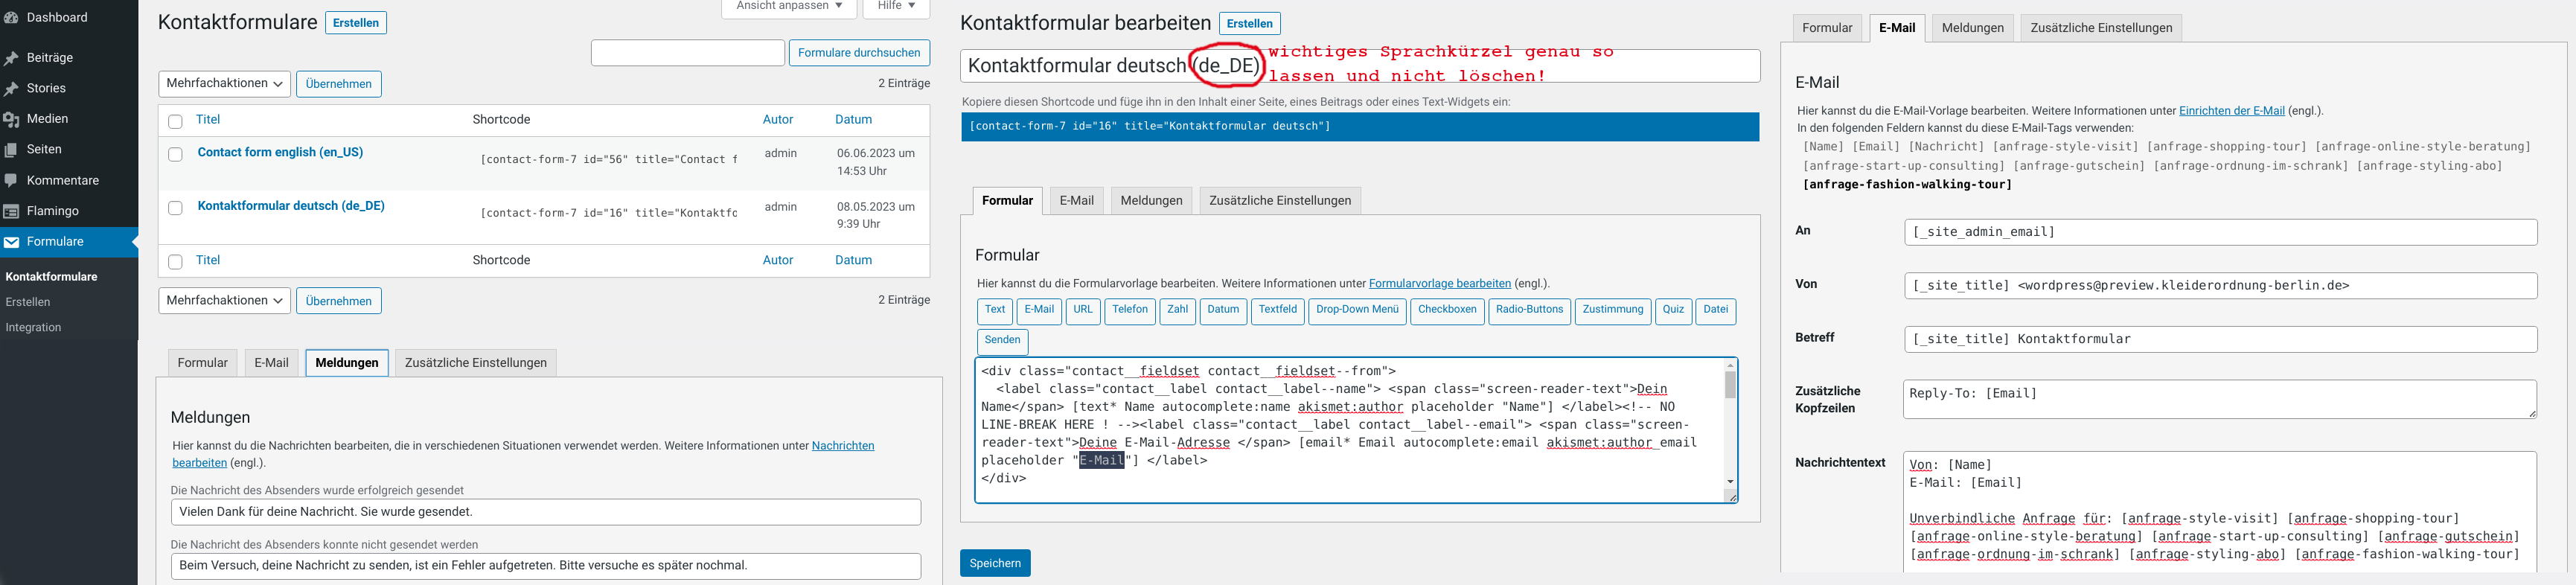 Dashboard
Beiträge
Stories
Medien
Seiten
Kommentare
Flamingo
Formulare
Kontaktformulare
Erstellen
Integration
Kontaktformulare Erstellen
Ansicht anpassen ▼ Hilfe ▼
Formulare durchsuchen
Mehrfachaktionen Übernehmen 2 Einträge
Titel Shortcode Autor Datum
Contact form english (en_US) [contact-form-7 id="56" title="Contact f admin 06.06.2023 um
14:53 Uhr
Kontaktformular deutsch (de_DE) [contact-form-7 id="16" title="Kontaktfo admin 08.05.2023 um
9:39 Uhr
Titel Shortcode Autor Datum
Mehrfachaktionen Übernehmen 2 Einträge
Formular E-Mail Meldungen Zusätzliche Einstellungen
Meldungen
Hier kannst du die Nachrichten bearbeiten, die in verschiedenen Situationen verwendet werden. Weitere Informationen unter Nachrichten
bearbeiten (engl.).
Die Nachricht des Absenders wurde erfolgreich gesendet
Vielen Dank für deine Nachricht. Sie wurde gesendet.
Die Nachricht des Absenders konnte nicht gesendet werden
Beim Versuch, deine Nachricht zu senden, ist ein Fehler aufgetreten. Bitte versuche es später nochmal.
Kontaktformular bearbeiten Erstellen
Kontaktformular deutsch (de_DE)
wichtiges Sprachkürzel genau so
lassen und nicht löschen!
Kopiere diesen Shortcode und füge ihn in den Inhalt einer Seite, eines Beitrags oder eines Text-Widgets ein:
[contact-form-7 id="16" title="Kontaktformular deutsch"]
Formular E-Mail Meldungen Zusätzliche Einstellungen
Formular
Hier kannst du die Formularvorlage bearbeiten. Weitere Informationen unter Formularvorlage bearbeiten (engl.).
Text E-Mail URL Telefon Zahl Datum Textfeld Drop-Down Menü Checkboxen Radio-Buttons Zustimmung Quiz Datei
Senden
<div class="contact__fieldset contact__fieldset--from">
<label class="contact__label contact__label--name"> <span class="screen-reader-text">Dein
Name</span> [text* Name autocomplete:name akismet:author placeholder "Name"] </label><!-- NO
LINE-BREAK HERE ! --><label class="contact__label contact__label--email"> <span class="screen-
reader-text">Deine E-Mail-Adresse </span> [email* Email autocomplete:email akismet:author_email
placeholder "E-Mail"] </label>
</div>
Speichern
Formular E-Mail Meldungen Zusätzliche Einstellungen
E-Mail
Hier kannst du die E-Mail-Vorlage bearbeiten. Weitere Informationen unter Einrichten der E-Mail (engl.).
In den folgenden Feldern kannst du diese E-Mail-Tags verwenden:
[Name] [Email] [Nachricht] [anfrage-style-visit] [anfrage-shopping-tour] [anfrage-online-style-beratung]
[anfrage-start-up-consulting] [anfrage-gutschein] [anfrage-ordnung-im-schrank] [anfrage-styling-abo]
[anfrage-fashion-walking-tour]
An [_site_admin_email]
Von [_site_title] <wordpress@preview.kleiderordnung-berlin.de>
Betreff [_site_title] Kontaktformular
Zusätzliche
Kopfzeilen
Reply-To: [Email]
Nachrichtentext
Von: [Name]
E-Mail: [Email]
Unverbindliche Anfrage für: [anfrage-style-visit] [anfrage-shopping-tour]
[anfrage-online-style-beratung] [anfrage-start-up-consulting] [anfrage-gutschein]
[anfrage-ordnung-im-schrank] [anfrage-styling-abo] [anfrage-fashion-walking-tour]